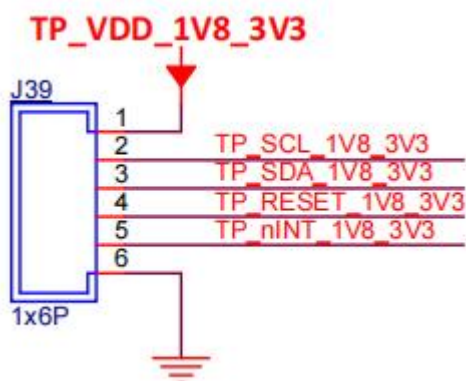 TP_VDD_1V8_3V3
J39
1
2 TP_SCL_1V8_3V3
3 TP_SDA_1V8_3V3
4 TP_RESET_1V8_3V3
5 TP_nINT_1V8_3V3
6
1x6P